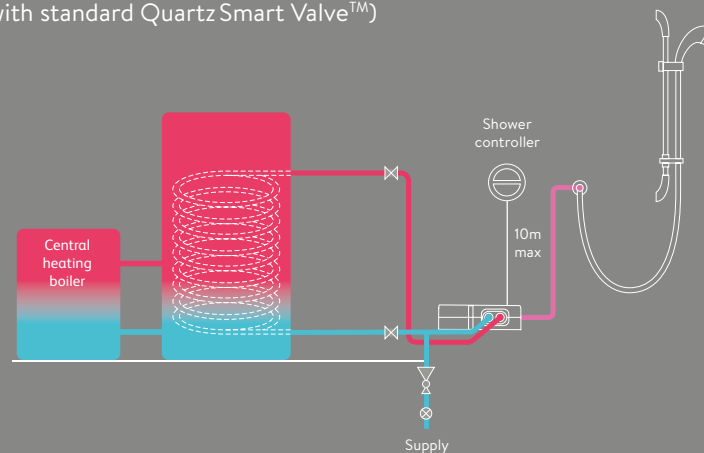 with standard Quartz Smart Valve™)
Shower
controller
Central
heating
boiler
10m
max
Supply